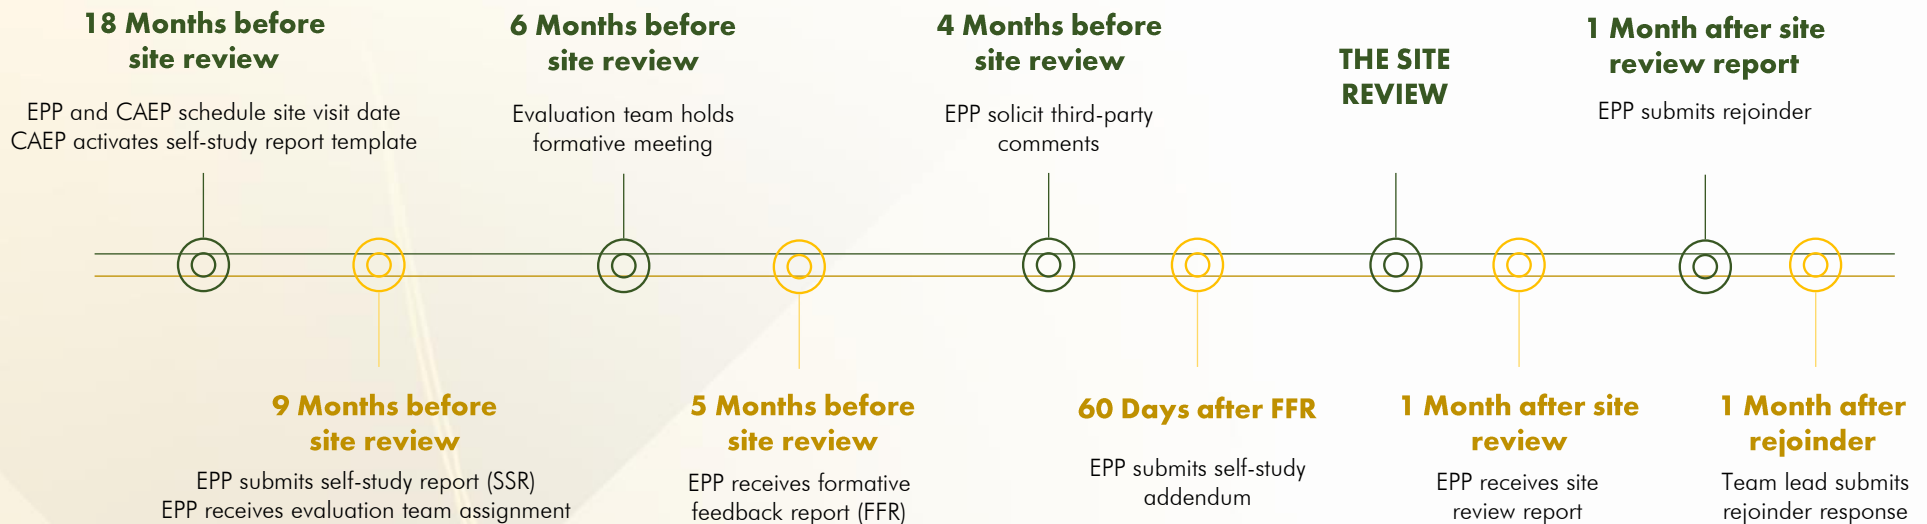 18 Months before
site review
EPP and CAEP schedule site visit date
CAEP activates self-study report template
9 Months before
site review
EPP submits self-study report (SSR)
EPP receives evaluation team assignment
6 Months before
site review
Evaluation team holds
formative meeting
5 Months before
site review
EPP receives formative
feedback report (FFR)
4 Months before
site review
EPP solicit third-party
comments
60 Days after FFR
EPP submits self-study
addendum
THE SITE
REVIEW
1 Month after site
review
EPP receives site
review report
1 Month after site
review report
EPP submits rejoinder
1 Month after
rejoinder
Team lead submits
rejoinder response